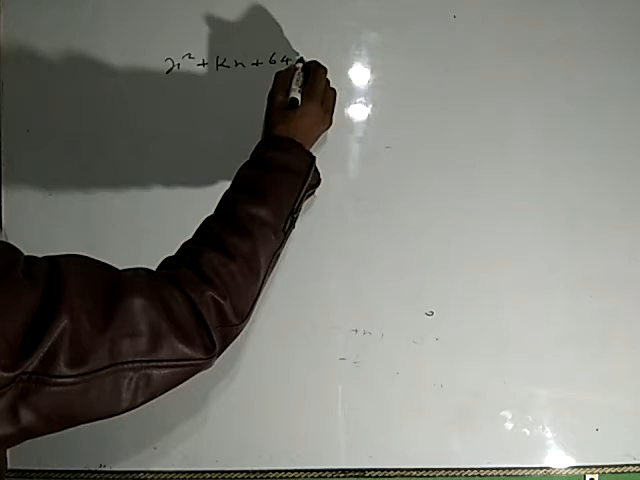 x² + kx + 64